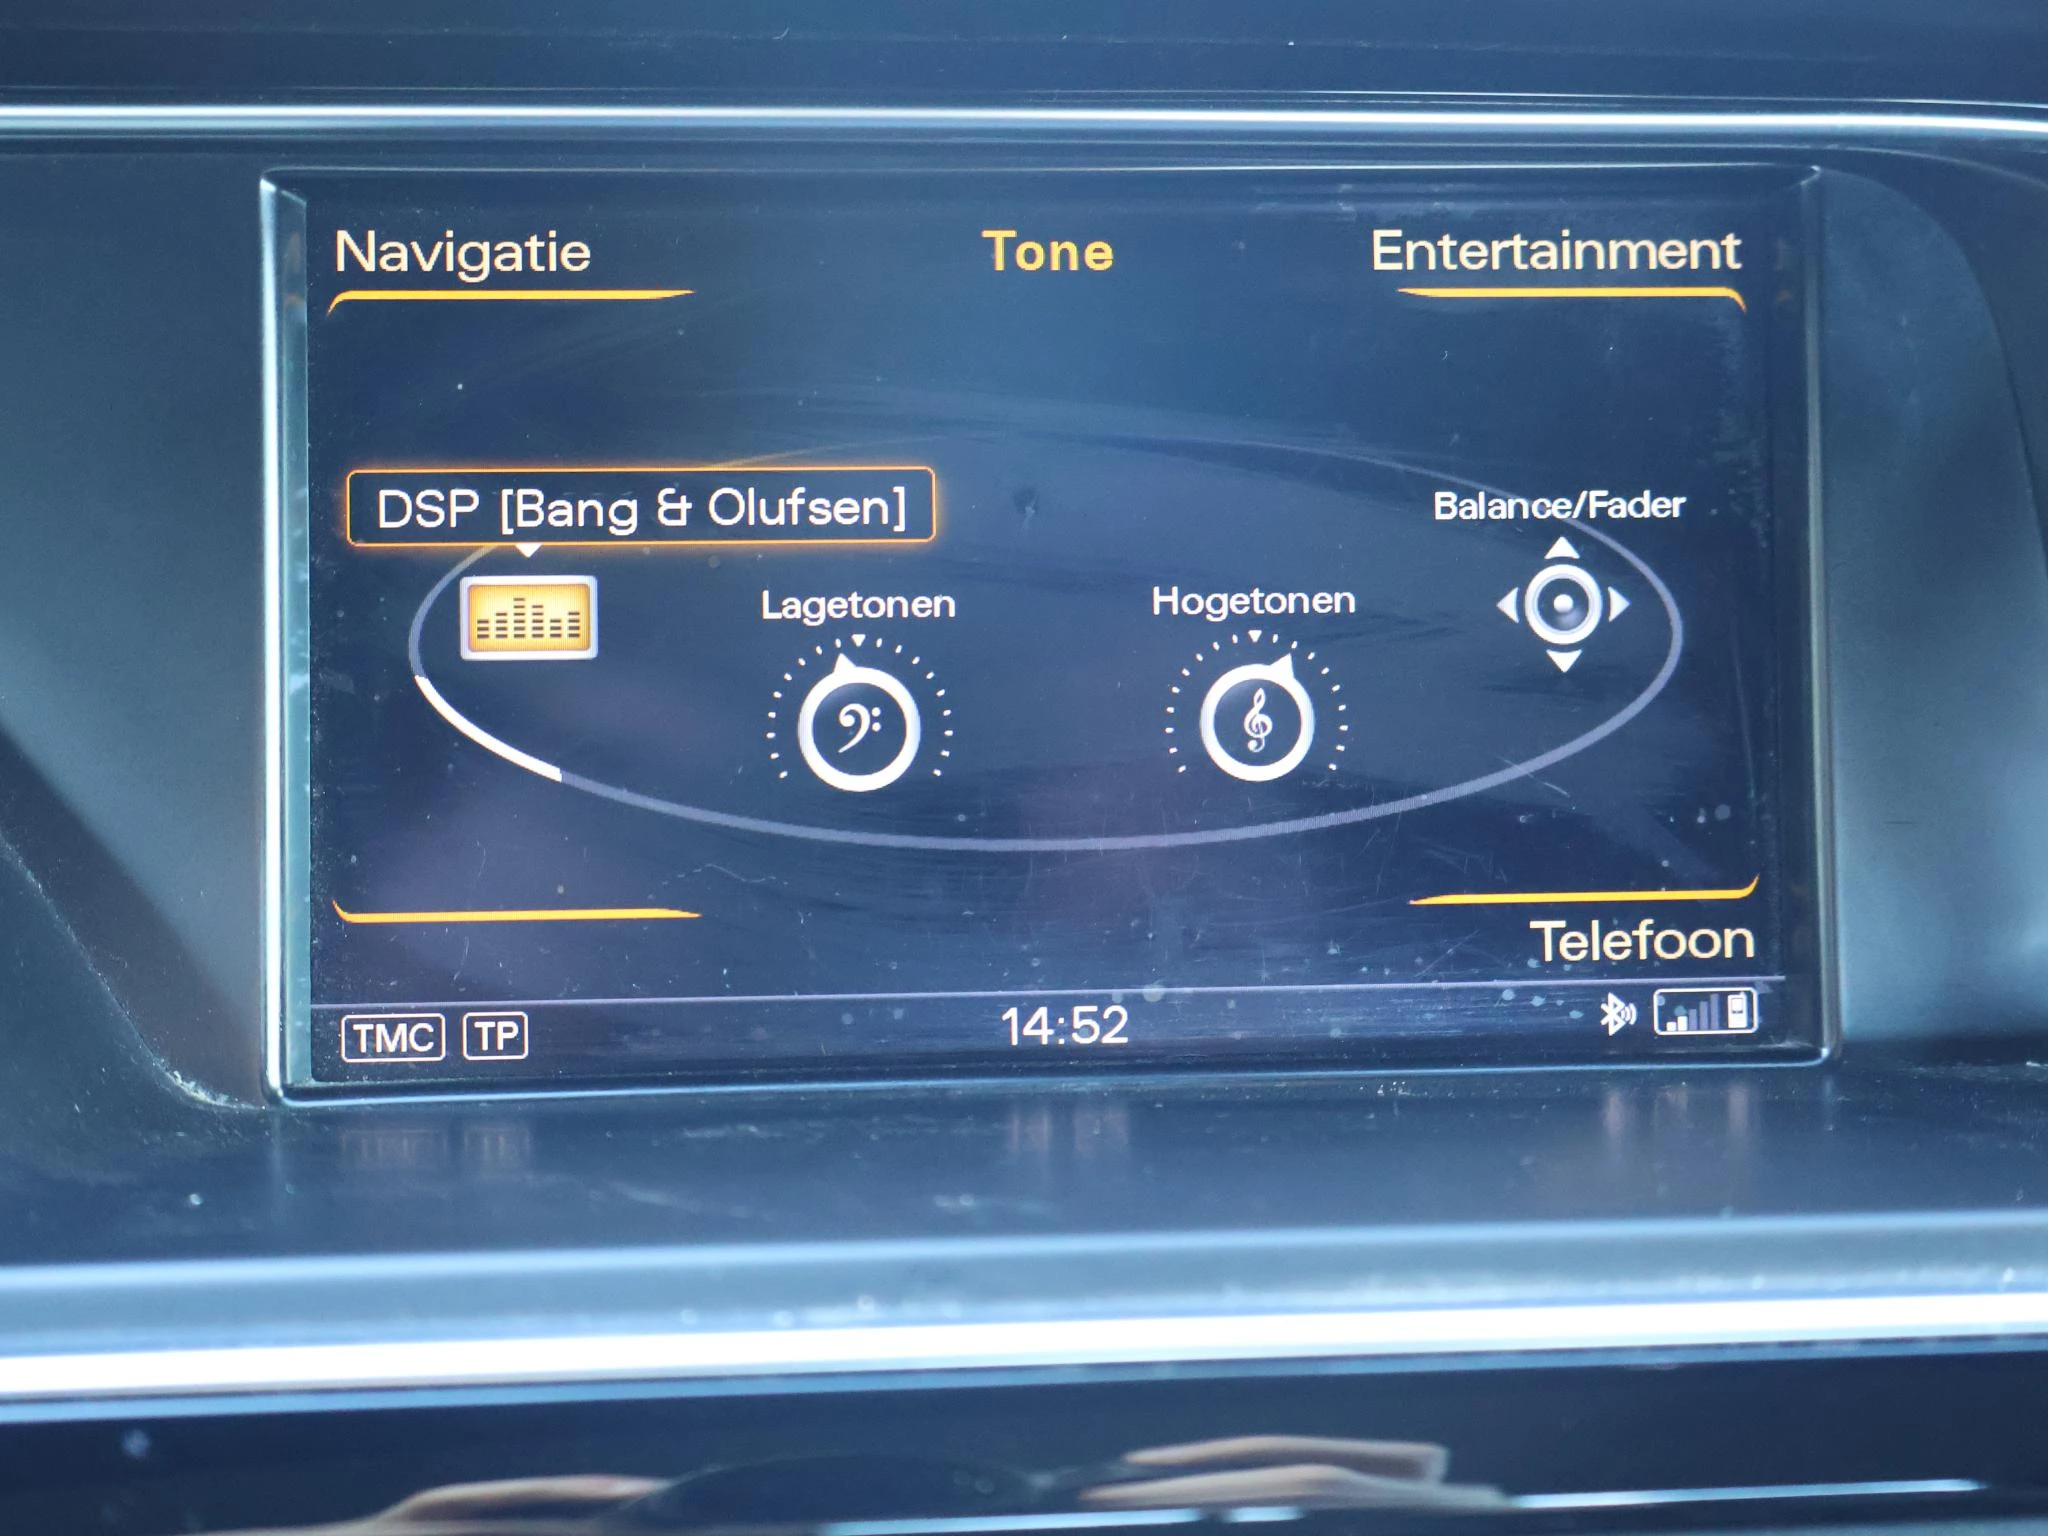 Navigatie
Tone
Entertainment
DSP [Bang & Olufsen]
Balance/Fader
Lagetonen
Hogetonen
Telefoon
TMC TP
14:52